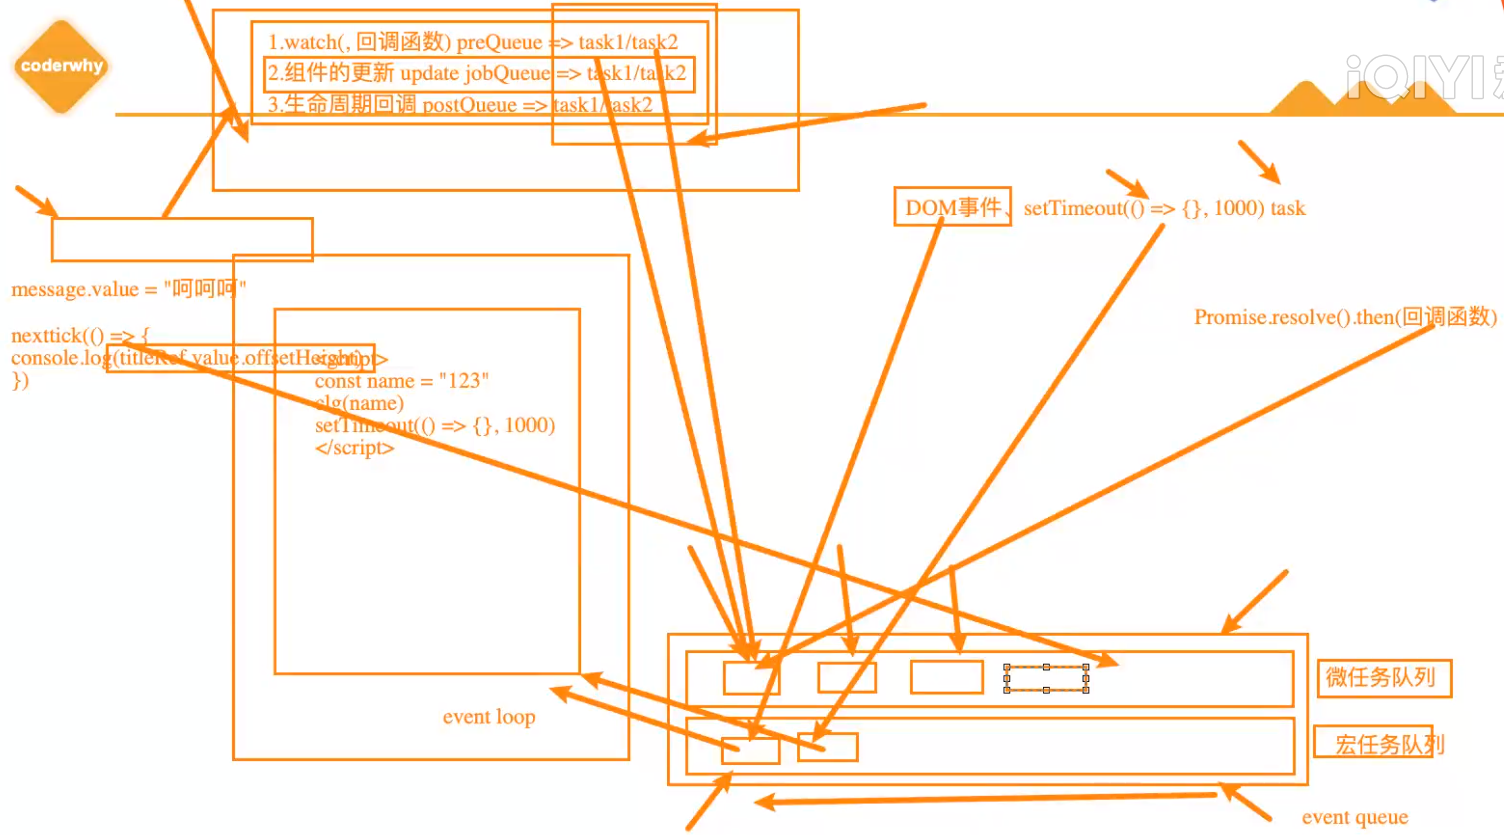 coderwhy
1.watch(, 回调函数) preQueue => task1/task2
2.组件的更新 update jobQueue => task1/task2
3.生命周期回调 postQueue => task1/task2
iQIYI
DOM事件、setTimeout(() => {}, 1000) task
message.value = "呵呵呵"
Promise.resolve().then(回调函数)
nexttick(() => {
console.log(titleRef.value.offsetHeight)
})
const name = "123"
clg(name)
setTimeout(() => {}, 1000)
</script>
event loop
微任务队列
宏任务队列
event queue